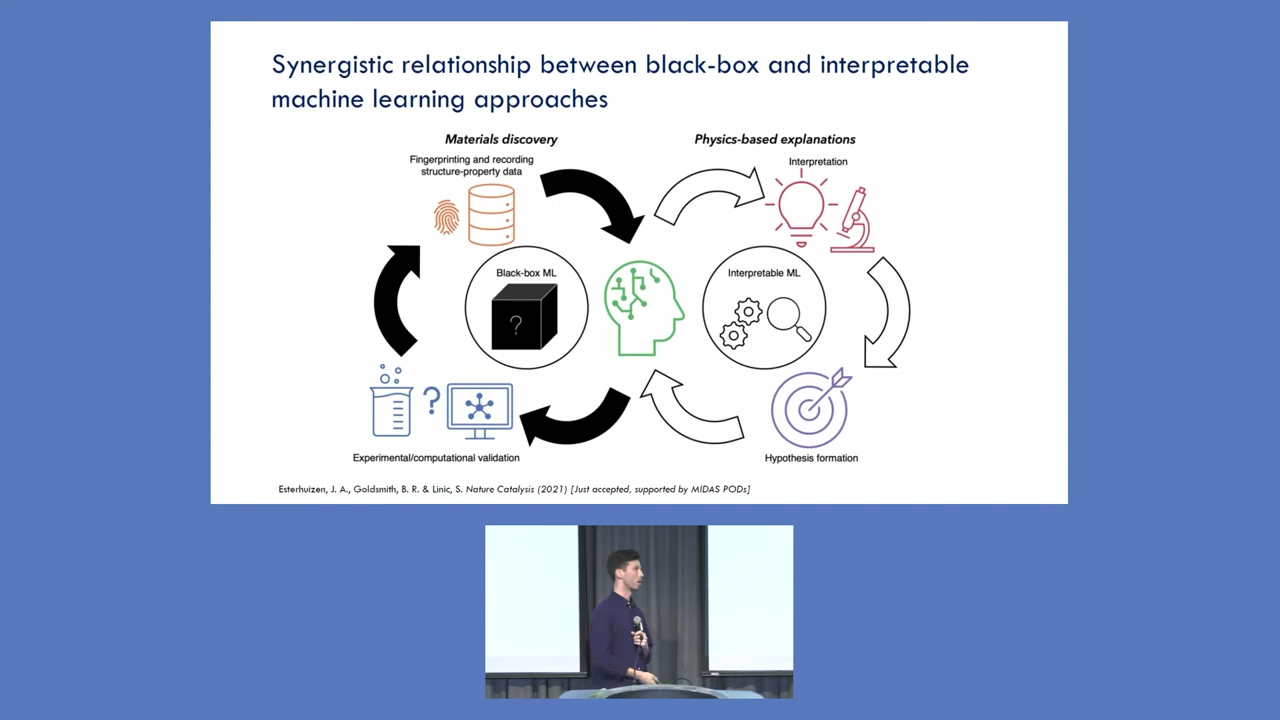 Synergistic relationship between black-box and interpretable
machine learning approaches
Materials discovery
Physics-based explanations
Fingerprinting and recording
structure-property data
Interpretation
Black-box ML
?
Interpretable ML
?
Experimental/computational validation
Hypothesis formation
Esterhuizen, J. A., Goldsmith, B. R. & Linic, S. Nature Catalysis (2021) [Just accepted, supported by MIDAS PODs]